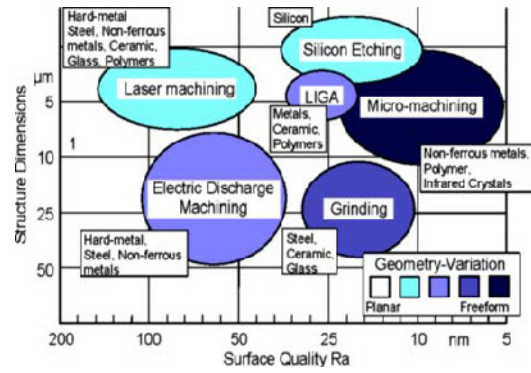 Hard-metal
Steel, Non-ferrous
metals, Ceramic,
Glass, Polymers
Silicon
Silicon Etching
Laser machining
LIGA
Micro-machining
Metals,
Ceramic,
Polymers
Non-ferrous metals,
Polymer,
Infrared Crystals
Electric Discharge
Machining
Grinding
Hard-metal,
Steel, Non-ferrous
metals
Steel,
Ceramic,
Glass
Geometry-Variation
Planar
Freeform
Structure Dimensions
µm
5
1
10
25
50
200
100
50
25
10
nm
5
Surface Quality Ra